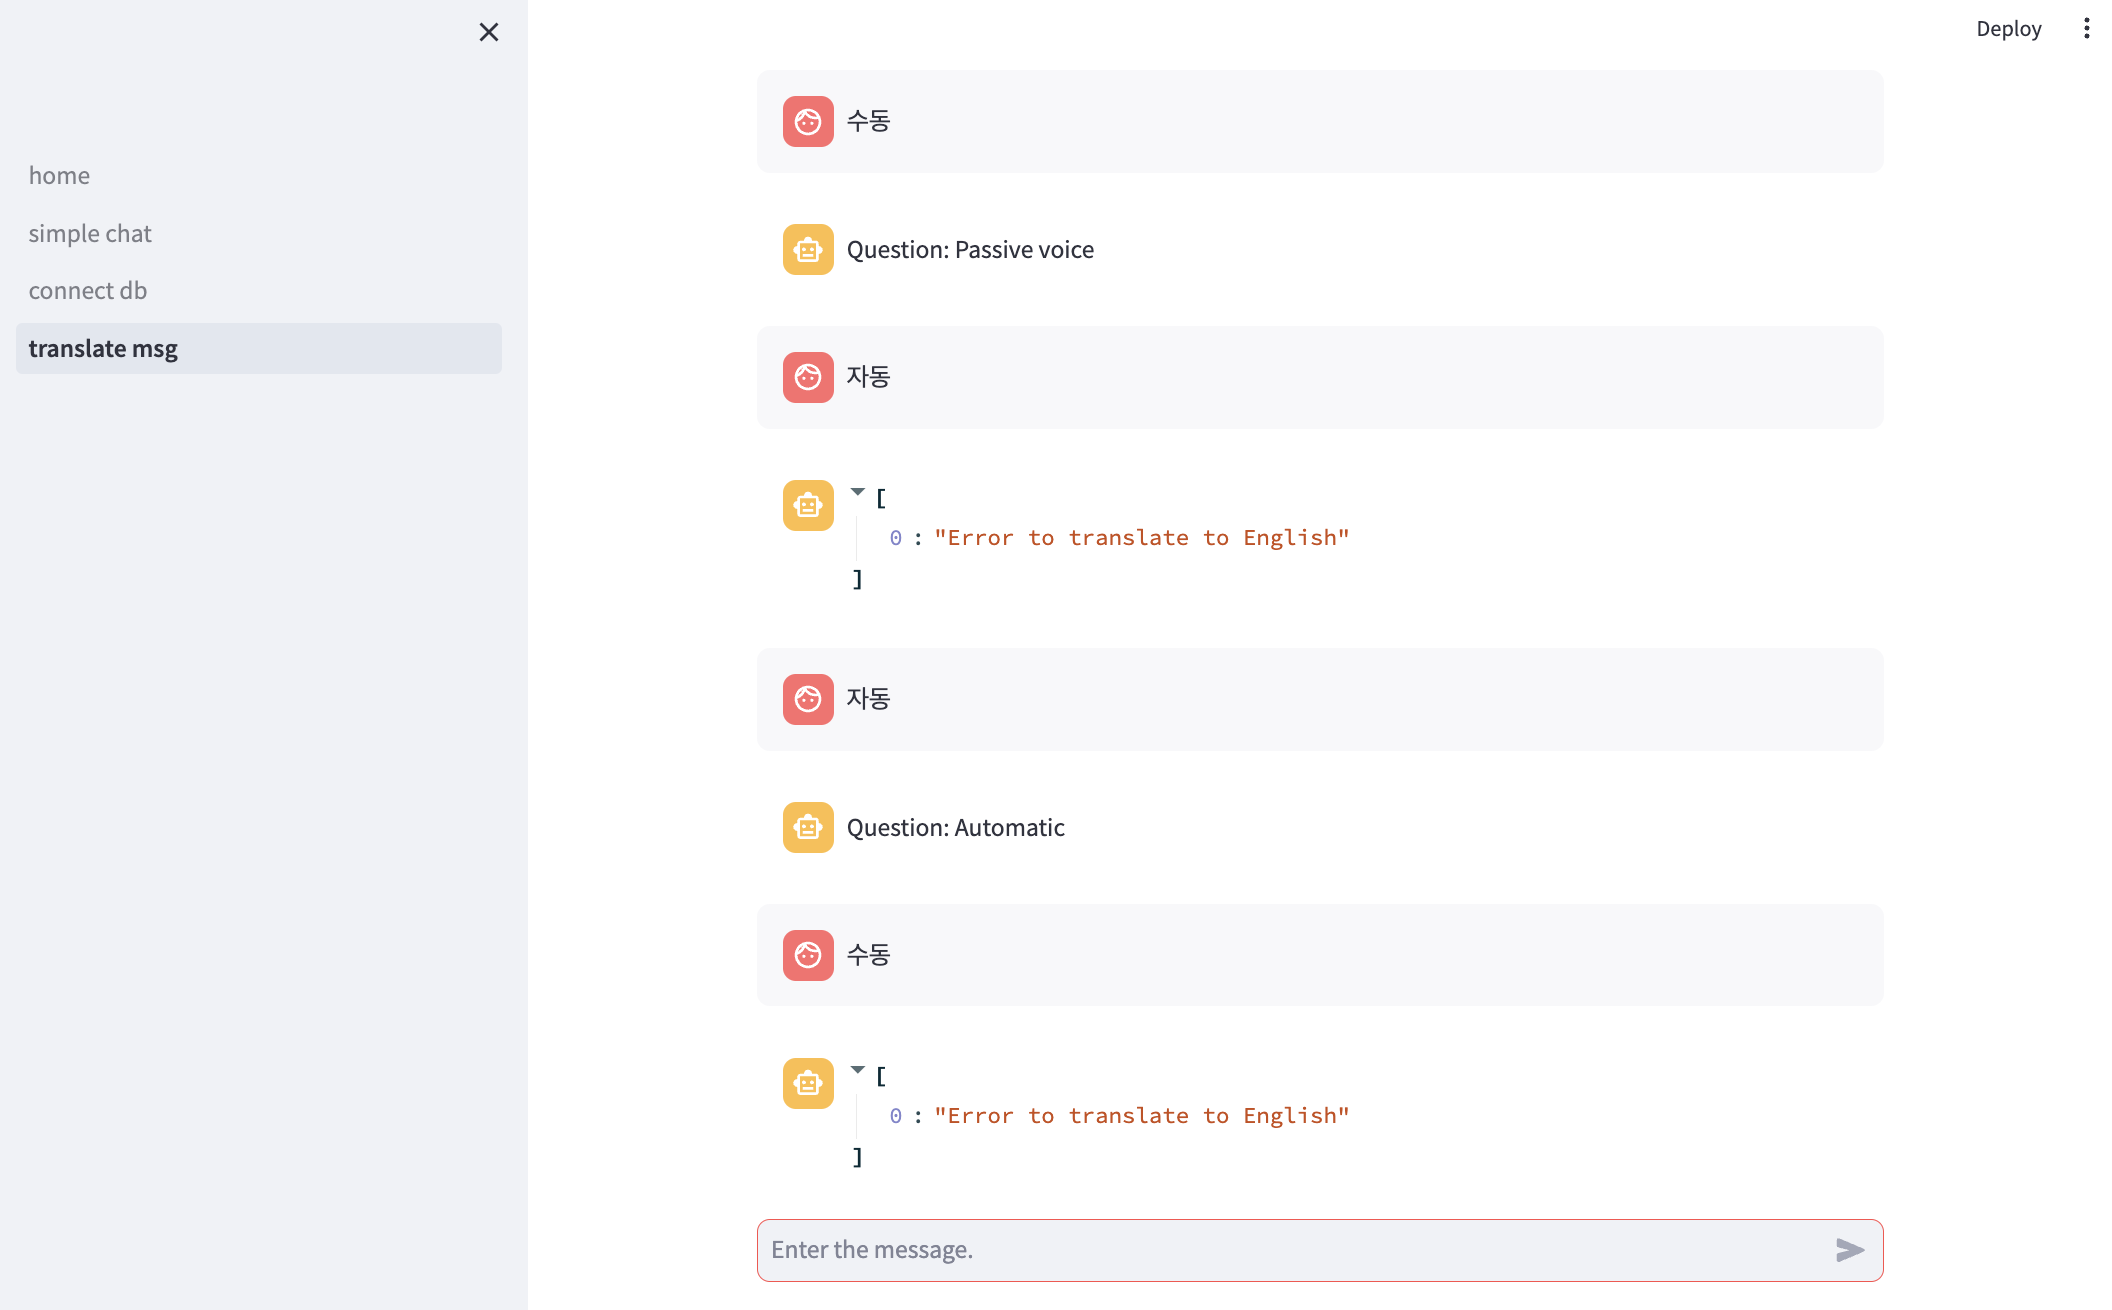 Deploy
home
simple chat
connect db
translate msg
수동
Question: Passive voice
자동
[
0 : "Error to translate to English"
]
자동
Question: Automatic
수동
[
0 : "Error to translate to English"
]
Enter the message.